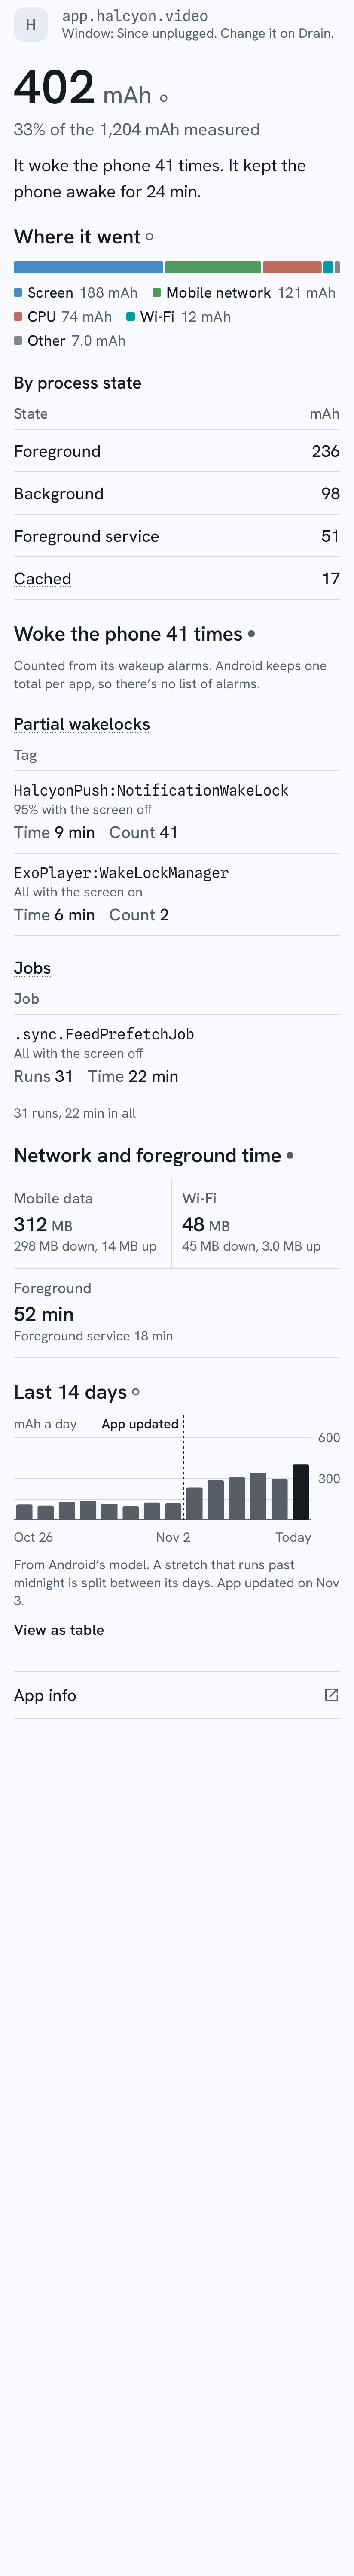 H
app.halcyon.video
Window: Since unplugged. Change it on Drain.
402 mAh
33% of the 1,204 mAh measured
It woke the phone 41 times. It kept the
phone awake for 24 min.
Where it went
Screen 188 mAh Mobile network 121 mAh
CPU 74 mAh Wi-Fi 12 mAh
Other 7.0 mAh
By process state
State mAh
Foreground 236
Background 98
Foreground service 51
Cached 17
Woke the phone 41 times
Counted from its wakeup alarms. Android keeps one
total per app, so there’s no list of alarms.
Partial wakelocks
Tag
HalcyonPush:NotificationWakeLock
95% with the screen off
Time 9 min Count 41
ExoPlayer:WakeLockManager
All with the screen on
Time 6 min Count 2
Jobs
Job
.sync.FeedPrefetchJob
All with the screen off
Runs 31 Time 22 min
31 runs, 22 min in all
Network and foreground time
Mobile data
312 MB
298 MB down, 14 MB up
Wi-Fi
48 MB
45 MB down, 3.0 MB up
Foreground
52 min
Foreground service 18 min
Last 14 days
mAh a day App updated
600
300
Oct 26 Nov 2 Today
From Android’s model. A stretch that runs past
midnight is split between its days. App updated on Nov
3.
View as table
App info